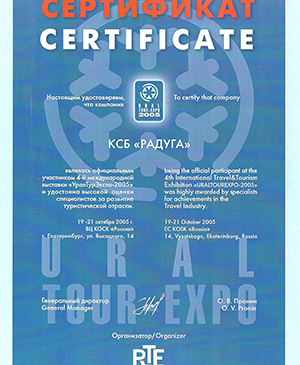 СЕРТИФИКАТ
CERTIFICATE
URAL
TOUR-EXPO
2005
Настоящим удостоверяем,
что компания
To certify that company
КСБ «РАДУГА»
являлась официальным
участником 4-й международной
выставки «УралТурЭкспо-2005»
и удостоена высокой оценки
специалистов за развитие
туристической отрасли.
being the official participant at the
4th International Travel&Tourism
Exhibition «URALTOUREXPO-2005»
was highly awarded by specialists
for achievements in the
Travel Industry.
19 -21 октября 2005 г.
ВЦ КОСК «Россия»
г. Екатеринбург, ул. Высоцкого, 14
19-21 October 2005
EC KOSK «Rossia»
14, Vysotskogo, Ekaterinburg, Russia
URAL
TOUR EXPO
Генеральный директор
General Manager
О. В. Пронин
O. V. Pronin
Организатор/Organizer
RTE